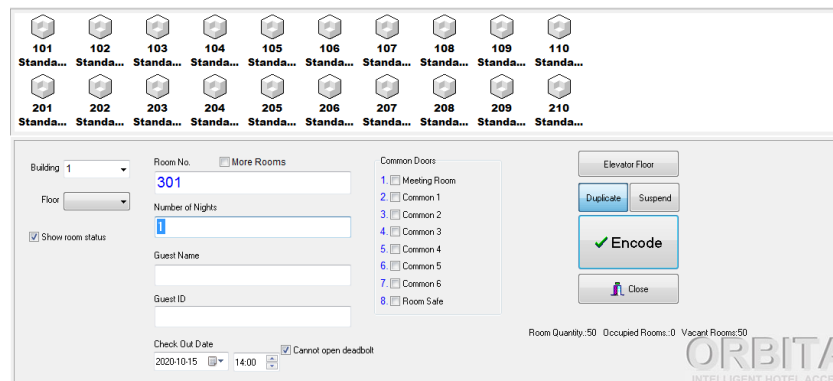 101 102 103 104 105 106 107 108 109 110
Standa... Standa... Standa... Standa... Standa... Standa... Standa... Standa... Standa... Standa...
201 202 203 204 205 206 207 208 209 210
Standa... Standa... Standa... Standa... Standa... Standa... Standa... Standa... Standa... Standa...
Building 1
Floor
Show room status
Room No. More Rooms
301
Number of Nights
1
Guest Name
Guest ID
Check Out Date
2020-10-15 14:00 Cannot open deadbolt
Common Doors
1. Meeting Room
2. Common 1
3. Common 2
4. Common 3
5. Common 4
6. Common 5
7. Common 6
8. Room Safe
Elevator Floor
Duplicate Suspend
Encode
Close
Room Quantity.:50 Occupied Rooms.:0 Vacant Rooms:50
ORBITA
INTELLIGENT HOTEL ACCE